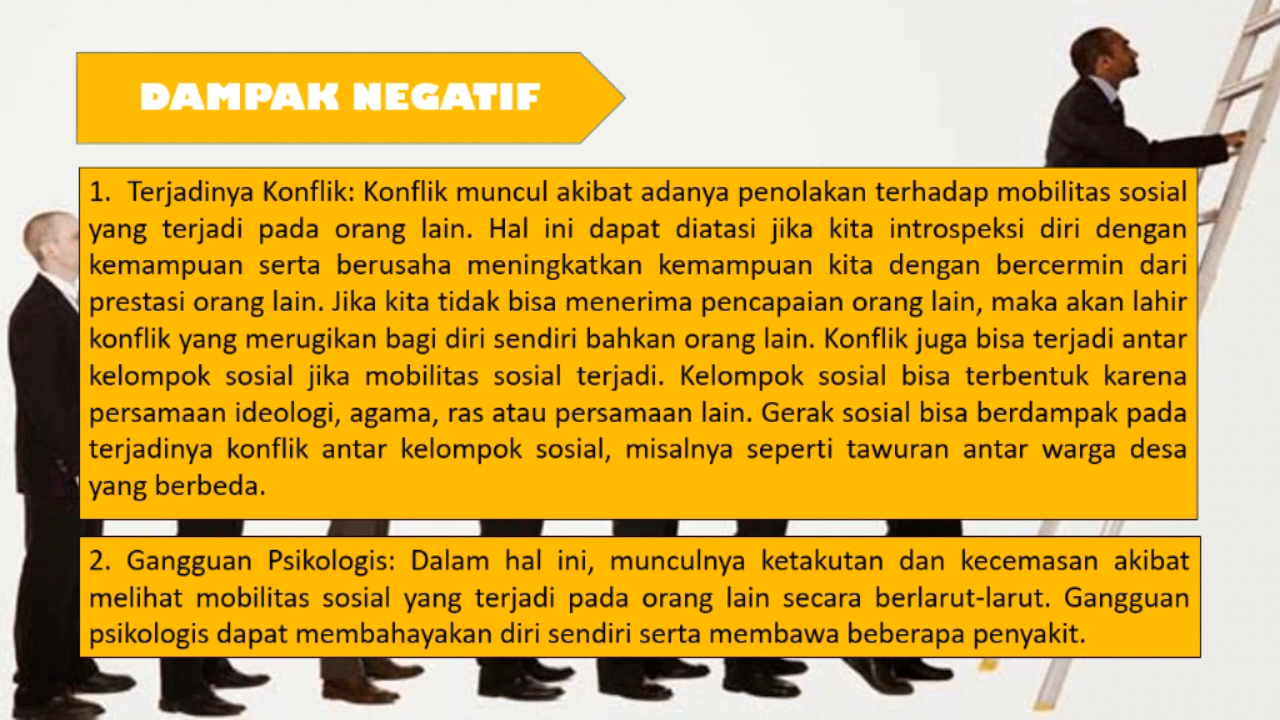 DAMPAK NEGATIF
1. Terjadinya Konflik: Konflik muncul akibat adanya penolakan terhadap mobilitas sosial
yang terjadi pada orang lain. Hal ini dapat diatasi jika kita introspeksi diri dengan
kemampuan serta berusaha meningkatkan kemampuan kita dengan bercermin dari
prestasi orang lain. Jika kita tidak bisa menerima pencapaian orang lain, maka akan lahir
konflik yang merugikan bagi diri sendiri bahkan orang lain. Konflik juga bisa terjadi antar
kelompok sosial jika mobilitas sosial terjadi. Kelompok sosial bisa terbentuk karena
persamaan ideologi, agama, ras atau persamaan lain. Gerak sosial bisa berdampak pada
terjadinya konflik antar kelompok sosial, misalnya seperti tawuran antar warga desa
yang berbeda.
2. Gangguan Psikologis: Dalam hal ini, munculnya ketakutan dan kecemasan akibat
melihat mobilitas sosial yang terjadi pada orang lain secara berlarut-larut. Gangguan
psikologis dapat membahayakan diri sendiri serta membawa beberapa penyakit.